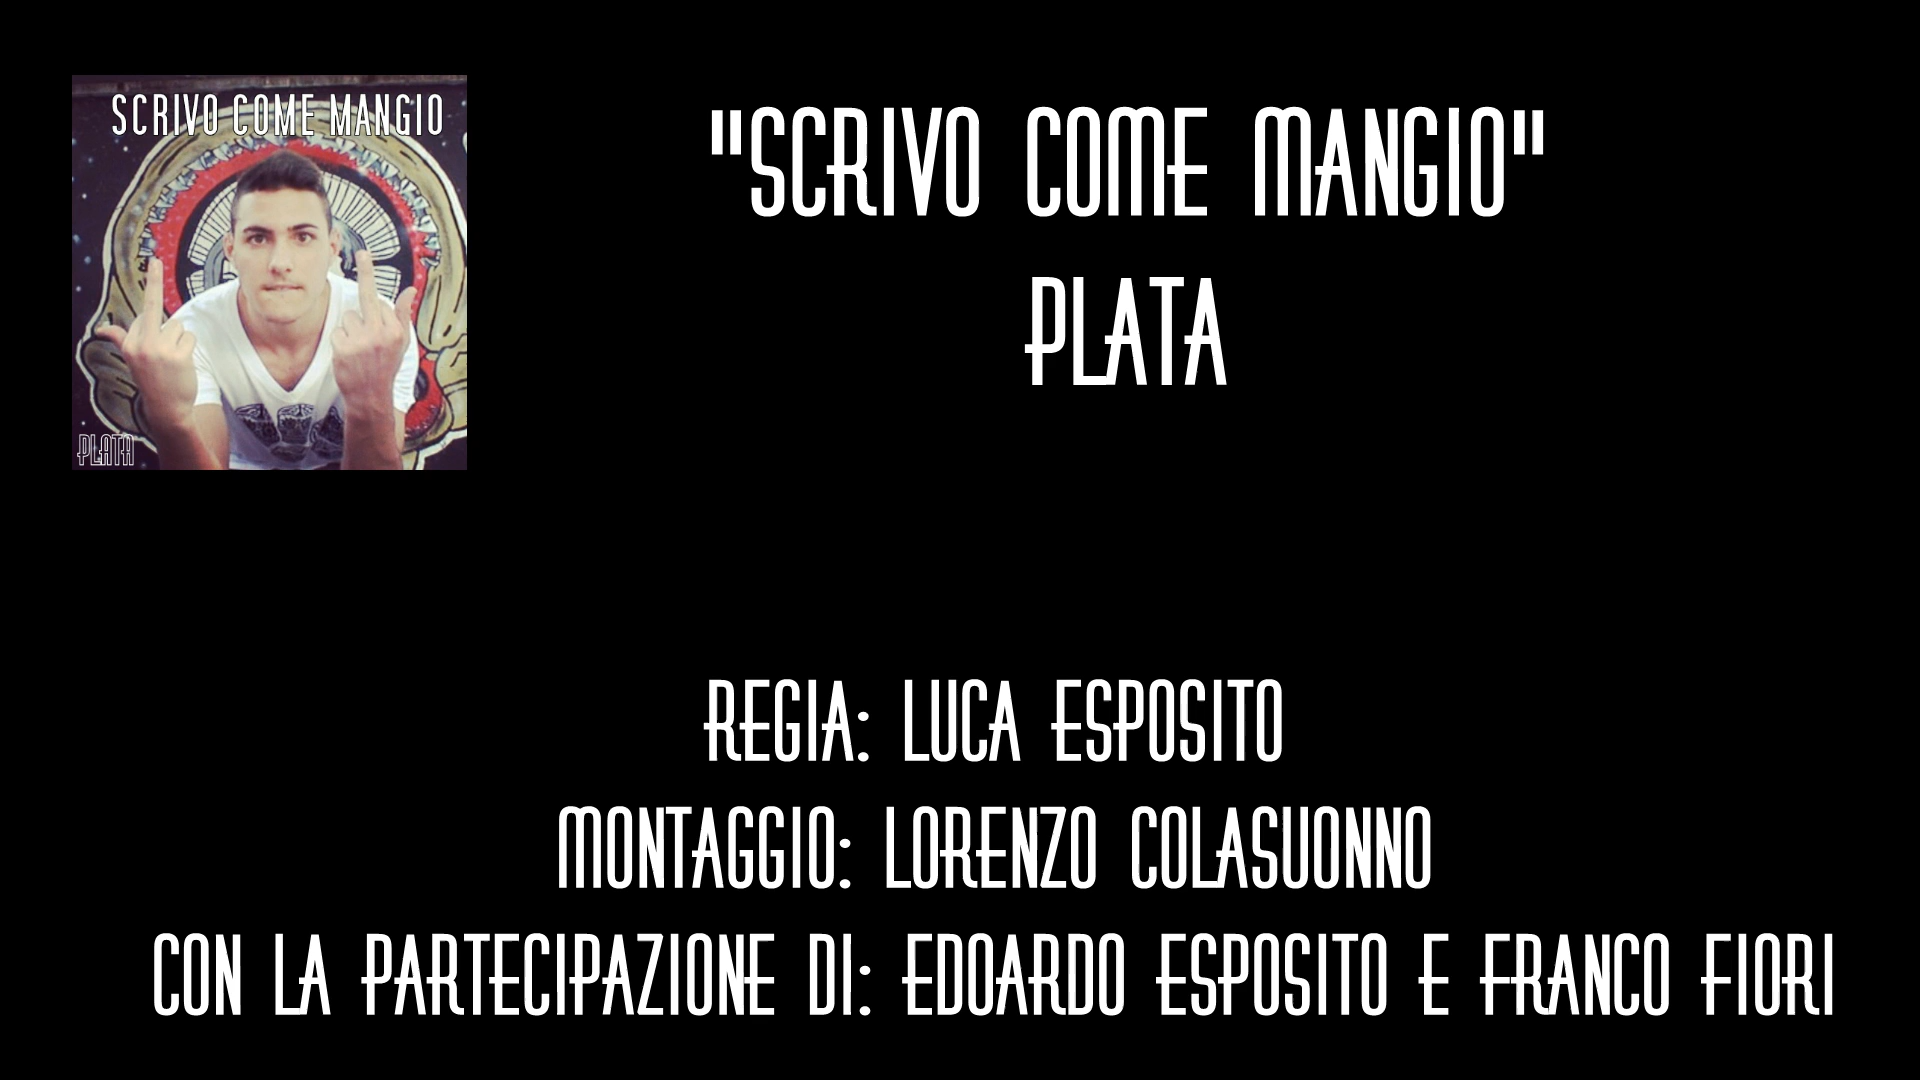 SCRIVO COME MANGIO
PLATA
"SCRIVO COME MANGIO"
PLATA
REGIA: LUCA ESPOSITO
MONTAGGIO: LORENZO COLASUONNO
CON LA PARTECIPAZIONE DI: EDOARDO ESPOSITO E FRANCO FIORI